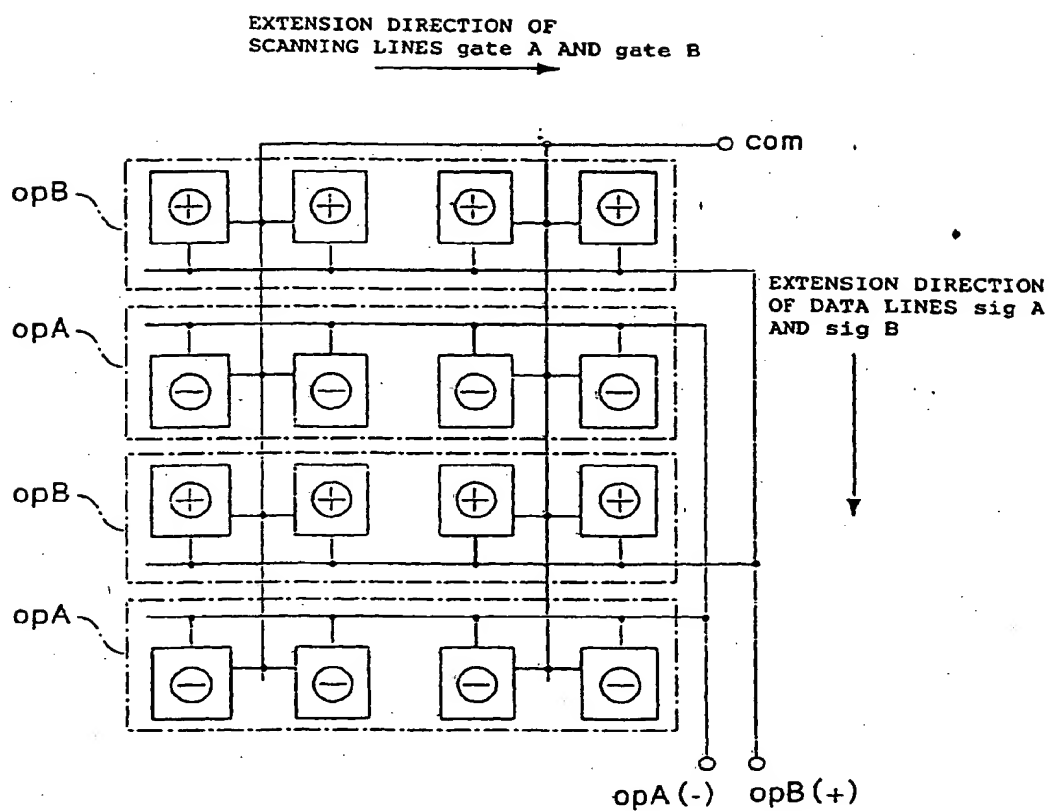 EXTENSION DIRECTION OF
SCANNING LINES gate A AND gate B
com
opB
+ + + +
EXTENSION DIRECTION
OF DATA LINES sig A
AND sig B
opA
− − − −
opB
+ + + +
opA
− − − −
opA (-) opB (+)